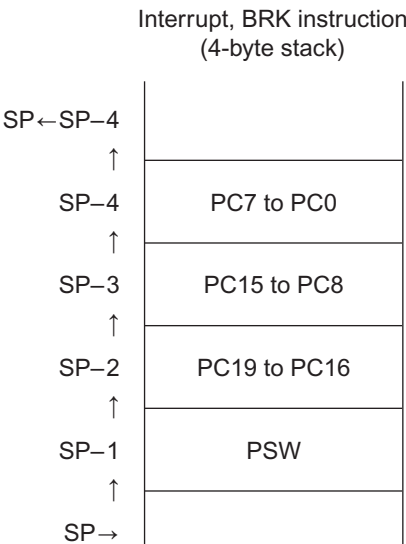 Interrupt, BRK instruction
(4-byte stack)
SP←SP–4
↑
SP–4 PC7 to PC0
↑
SP–3 PC15 to PC8
↑
SP–2 PC19 to PC16
↑
SP–1 PSW
↑
SP→